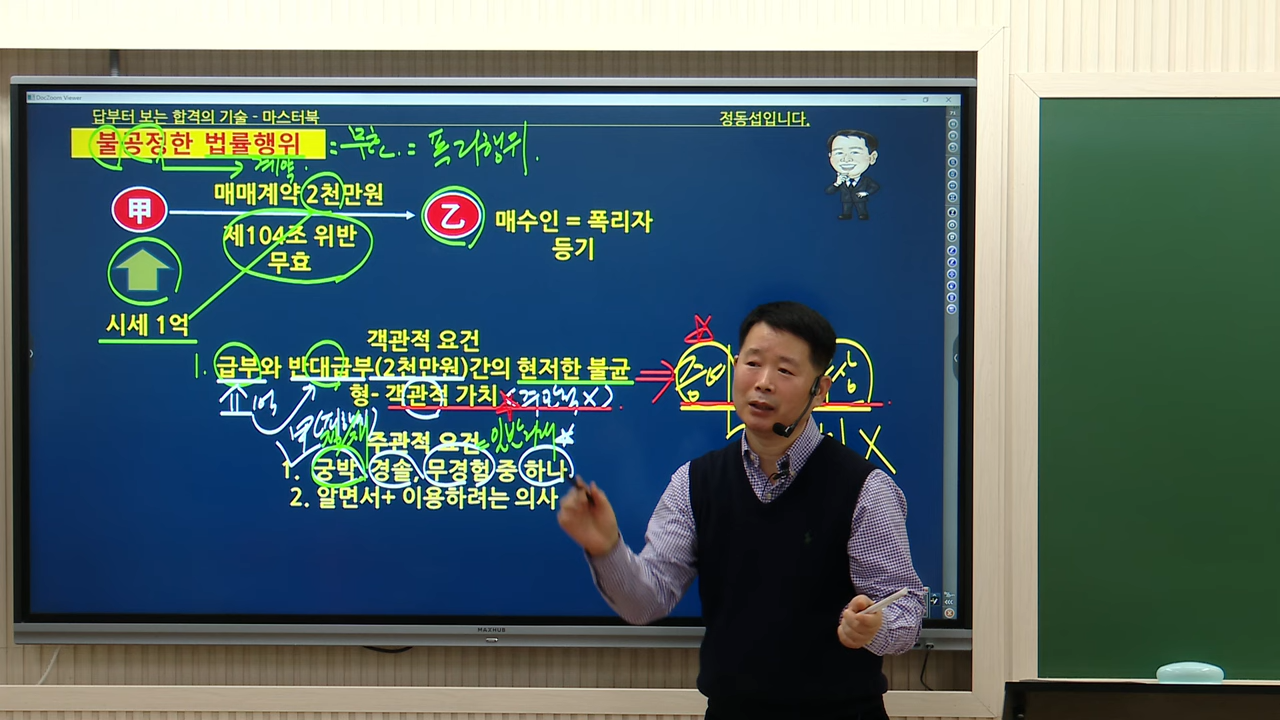 DocZoom Viewer
답부터 보는 합격의 기술 - 마스터북
정동섭입니다.
불공정한 법률행위 = 무효 = 폭리행위.
계약
매매계약 2천만원
甲
乙
매수인 = 폭리자
등기
제104조 위반
무효
시세 1억
객관적 요건
1. 급부와 반대급부(2천만원)간의 현저한 불균
형- 객관적 가치
주관적 요건
1. 궁박, 경솔, 무경험 중 하나
2. 알면서+ 이용하려는 의사
MAXHUB